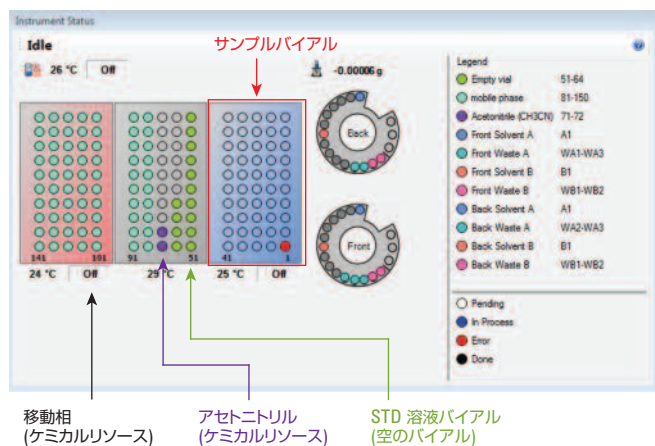 Instrument Status
Idle
サンプルバイアル
26 °C Off
-0.00006 g
Legend
Empty vial 51-64
mobile phase 81-150
Acetonitrile (CH3CN) 71-72
Front Solvent A A1
Front Waste A WA1-WA3
Front Solvent B B1
Front Waste B WB1-WB2
Back Solvent A A1
Back Waste A WA2-WA3
Back Solvent B B1
Back Waste B WB1-WB2
Back
Front
141 101 91 51 41 1
24 °C Off 25 °C 25 °C Off
Pending
In Process
Error
Done
移動相
(ケミカルリソース)
アセトニトリル
(ケミカルリソース)
STD 溶液バイアル
(空のバイアル)